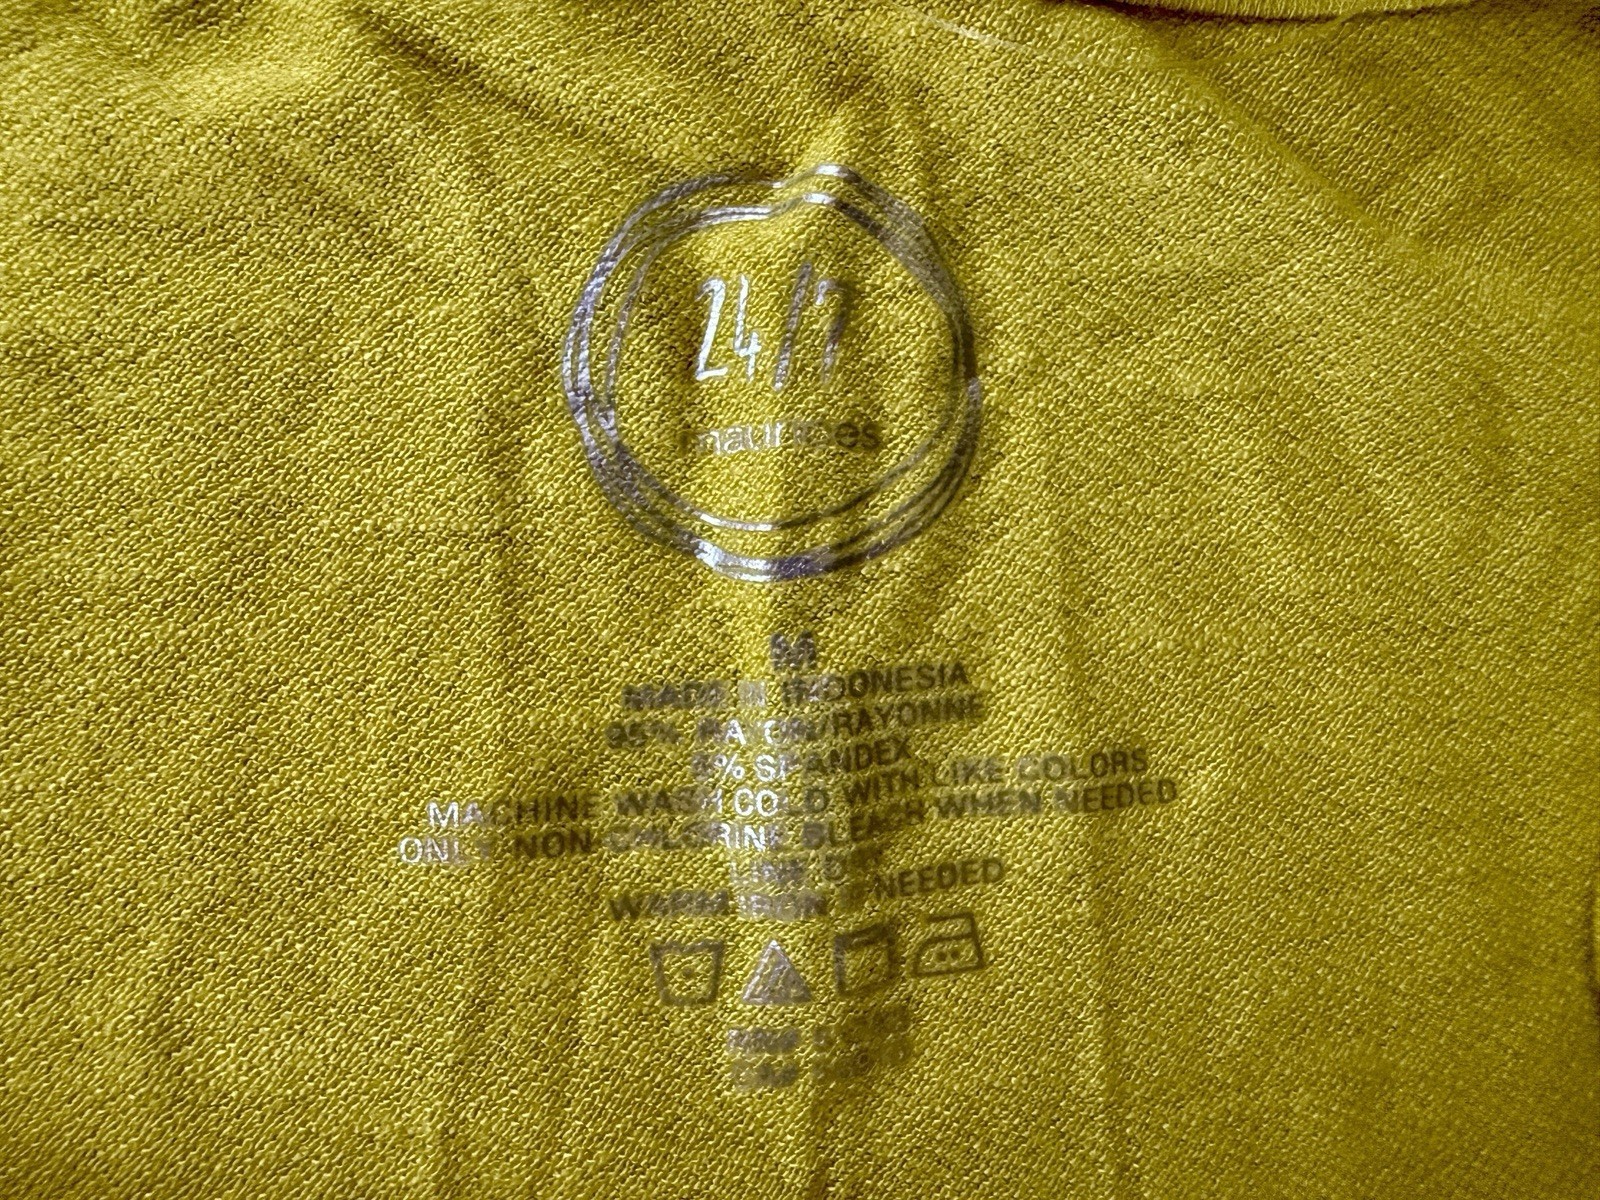 24/7
maurices
M
MADE IN INDONESIA
95% RAYON/RAYONNE
5% SPANDEX
MACHINE WASH COLD WITH LIKE COLORS
ONLY NON CHLORINE BLEACH WHEN NEEDED
LINE DRY
WARM IRON IF NEEDED